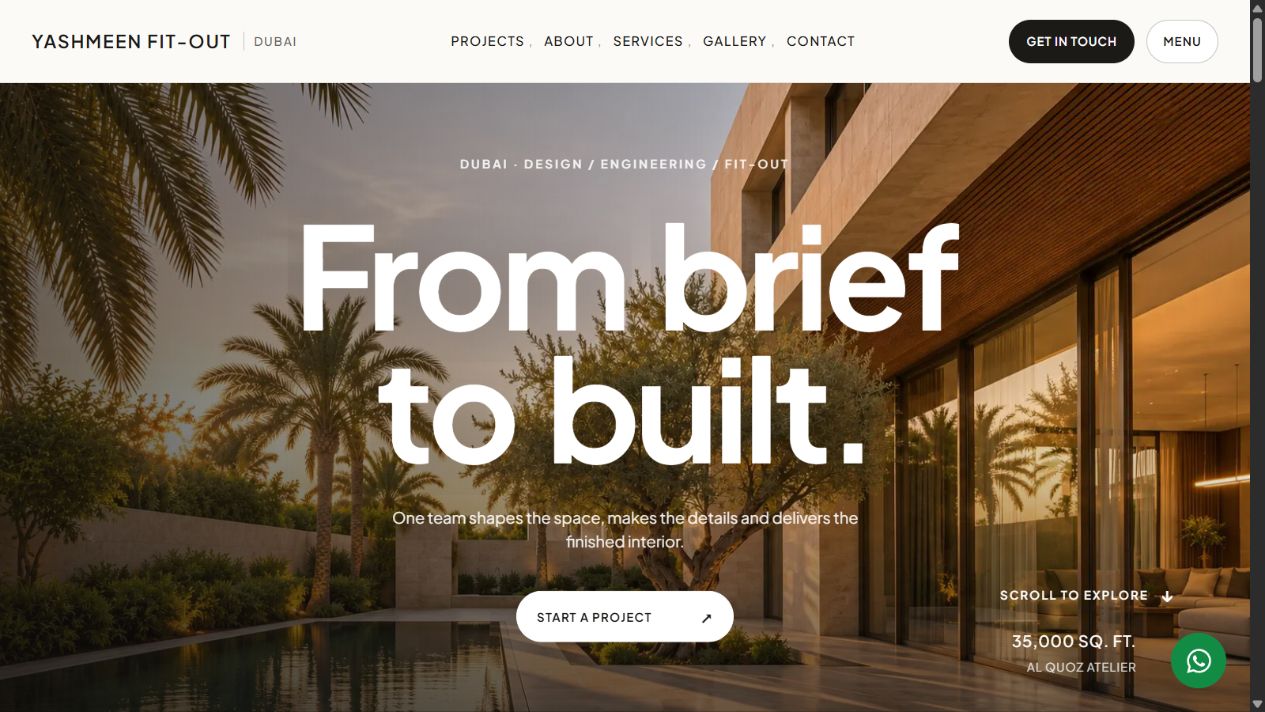 YASHMEEN FIT-OUT | DUBAI
PROJECTS , ABOUT , SERVICES , GALLERY , CONTACT
GET IN TOUCH
MENU
DUBAI · DESIGN / ENGINEERING / FIT-OUT
From brief
to built.
One team shapes the space, makes the details and delivers the
finished interior.
START A PROJECT ↗
SCROLL TO EXPLORE ↓
35,000 SQ. FT.
AL QUOZ ATELIER